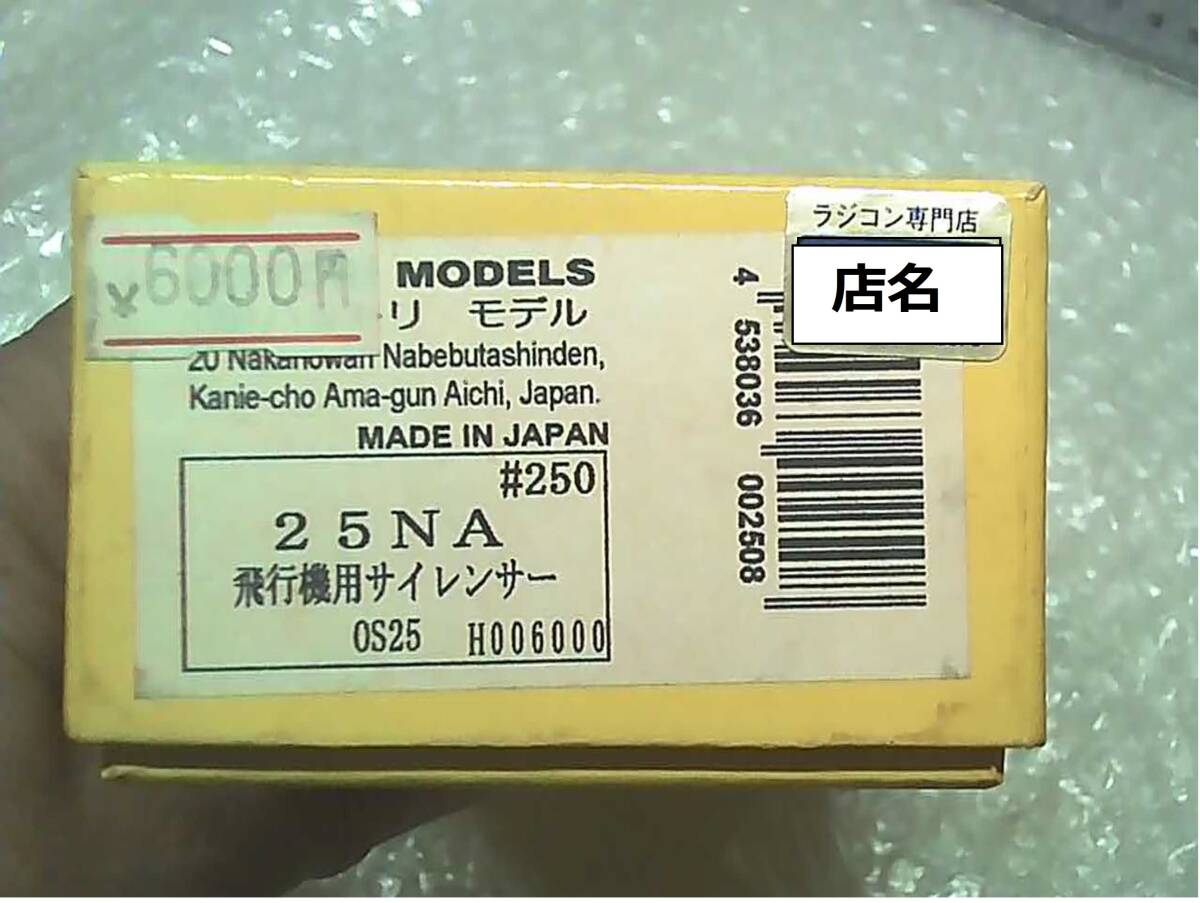 ¥6000円
MODELS
リ モデル
20 Nakanowari Nabebutashinden,
Kanie-cho Ama-gun Aichi, Japan.
MADE IN JAPAN
#250
25NA
飛行機用サイレンサー
OS25 H006000
ラジコン専門店
店名
4 538036 002508